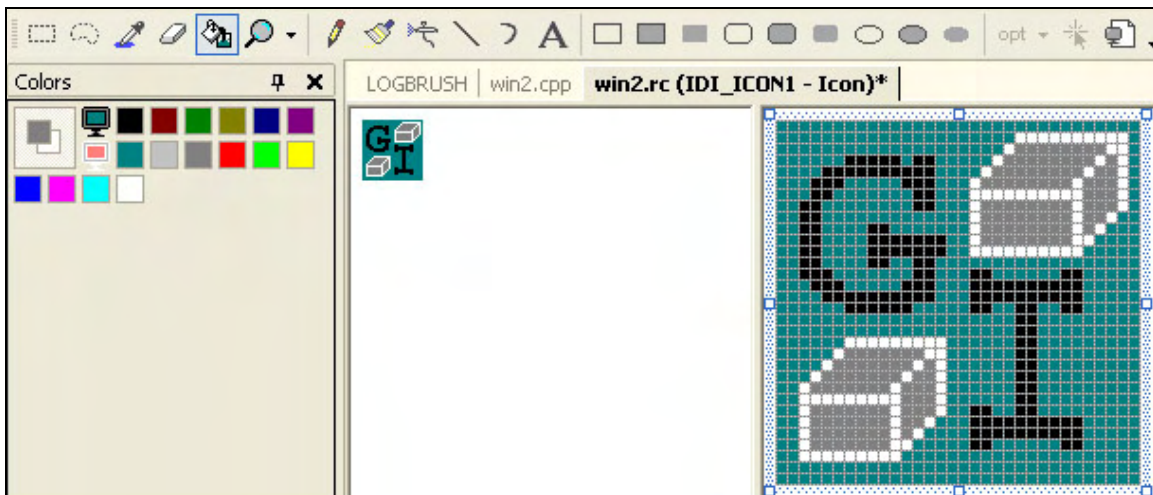 A opt
Colors LOGBRUSH win2.cpp win2.rc (IDI_ICON1 - Icon)*
G
I
G
I